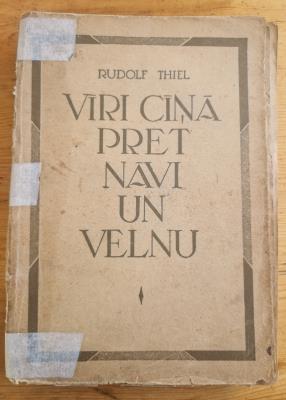 RUDOLF THIEL
VĪRI CĪŅĀ
PRET
NĀVI
UN
VELNU